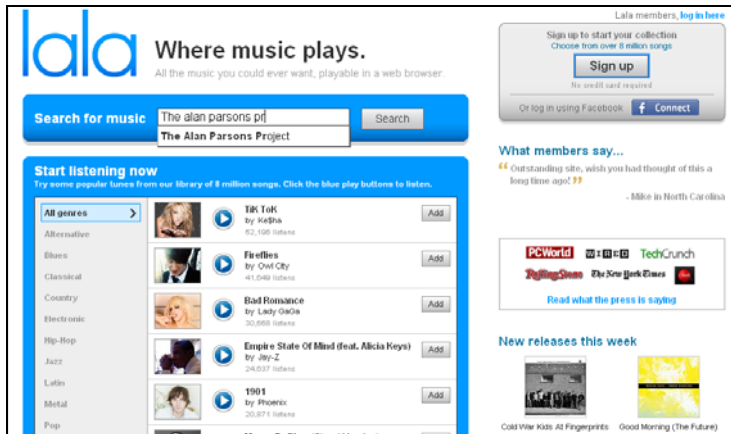 Lala members, log in here
lala
Where music plays.
All the music you could ever want, playable in a web browser.
Sign up to start your collection
Choose from over 8 million songs
Sign up
No credit card required
Or log in using Facebook
f Connect
Search for music
The alan parsons pr
Search
The Alan Parsons Project
Start listening now
Try some popular tunes from our library of 8 million songs. Click the blue play buttons to listen.
All genres
Alternative
Blues
Classical
Country
Electronic
Hip-Hop
Jazz
Latin
Metal
Pop
TiK ToK
by Ke$ha
52,195 listens
Add
Fireflies
by Owl City
41,649 listens
Add
Bad Romance
by Lady GaGa
30,668 listens
Add
Empire State Of Mind (feat. Alicia Keys)
by Jay-Z
24,637 listens
Add
1901
by Phoenix
20,871 listens
Add
What members say...
“ Outstanding site, wish you had thought of this a
long time ago! ”
- Mike in North Carolina
PCWorld WIRED TechCrunch
RollingStone The New York Times
Read what the press is saying
New releases this week
Cold War Kids At Fingerprints
Good Morning (The Future)